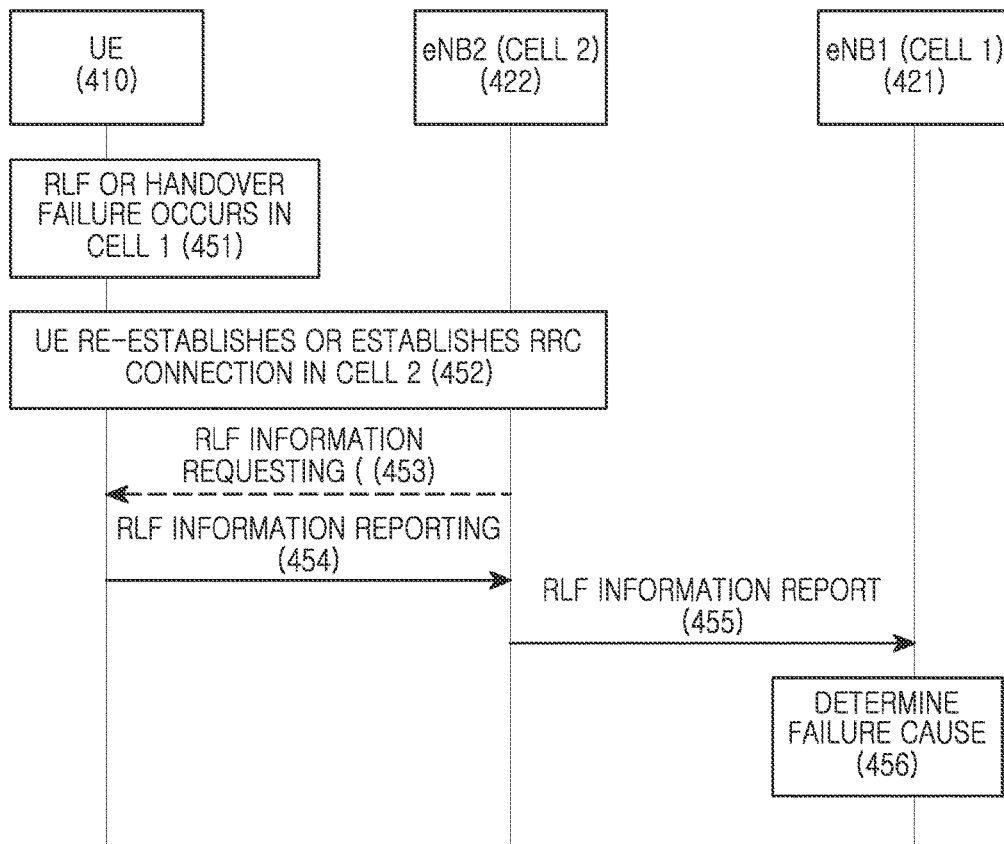 UE
(410)
eNB2 (CELL 2)
(422)
eNB1 (CELL 1)
(421)
RLF OR HANDOVER
FAILURE OCCURS IN
CELL 1 (451)
UE RE-ESTABLISHES OR ESTABLISHES RRC
CONNECTION IN CELL 2 (452)
RLF INFORMATION
REQUESTING ( (453)
RLF INFORMATION REPORTING
(454)
RLF INFORMATION REPORT
(455)
DETERMINE
FAILURE CAUSE
(456)